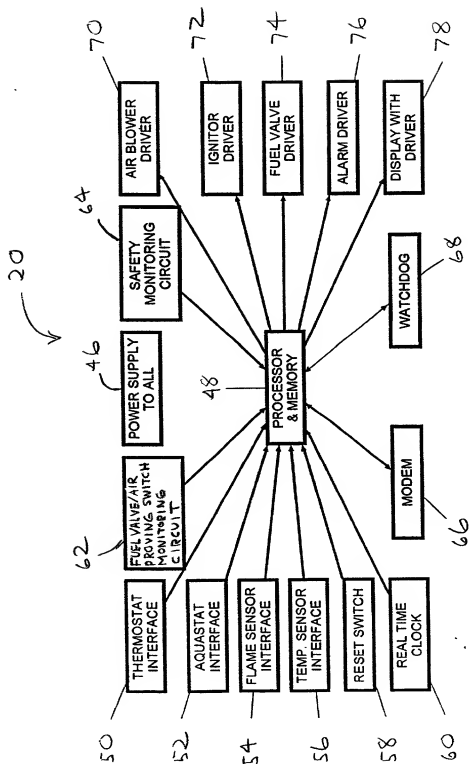 20
50
THERMOSTAT
INTERFACE
52
AQUASTAT
INTERFACE
54
FLAME SENSOR
INTERFACE
56
TEMP. SENSOR
INTERFACE
58
RESET SWITCH
60
REAL TIME
CLOCK
62
FUEL VALVE/AIR
PROVING SWITCH
MONITORING
CIRCUIT
46
POWER SUPPLY
TO ALL
64
SAFETY
MONITORING
CIRCUIT
48
PROCESSOR
& MEMORY
MODEM
66
WATCHDOG
68
AIR BLOWER
DRIVER
70
IGNITOR
DRIVER
72
FUEL VALVE
DRIVER
74
ALARM DRIVER
76
DISPLAY WITH
DRIVER
78